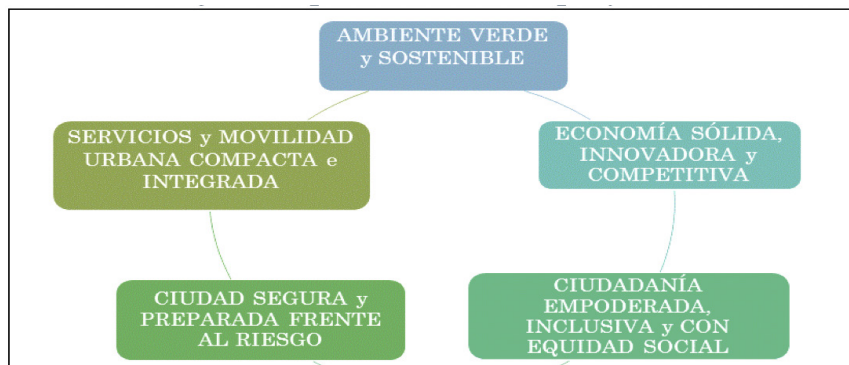 AMBIENTE VERDE
y SOSTENIBLE
SERVICIOS y MOVILIDAD
URBANA COMPACTA e
INTEGRADA
ECONOMÍA SÓLIDA,
INNOVADORA y
COMPETITIVA
CIUDAD SEGURA y
PREPARADA FRENTE
AL RIESGO
CIUDADANÍA
EMPODERADA,
INCLUSIVA y CON
EQUIDAD SOCIAL